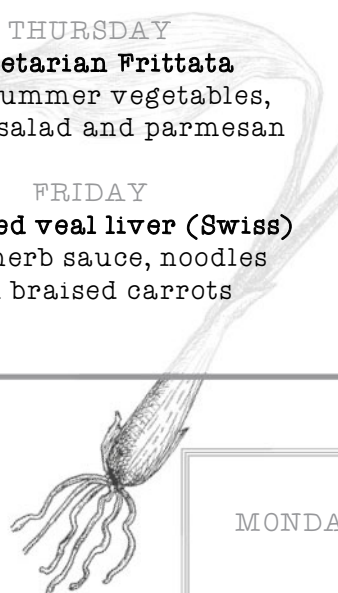 THURSDAY
etarian Frittata
ummer vegetables,
salad and parmesan
FRIDAY
ed veal liver (Swiss)
herb sauce, noodles
braised carrots
MONDA